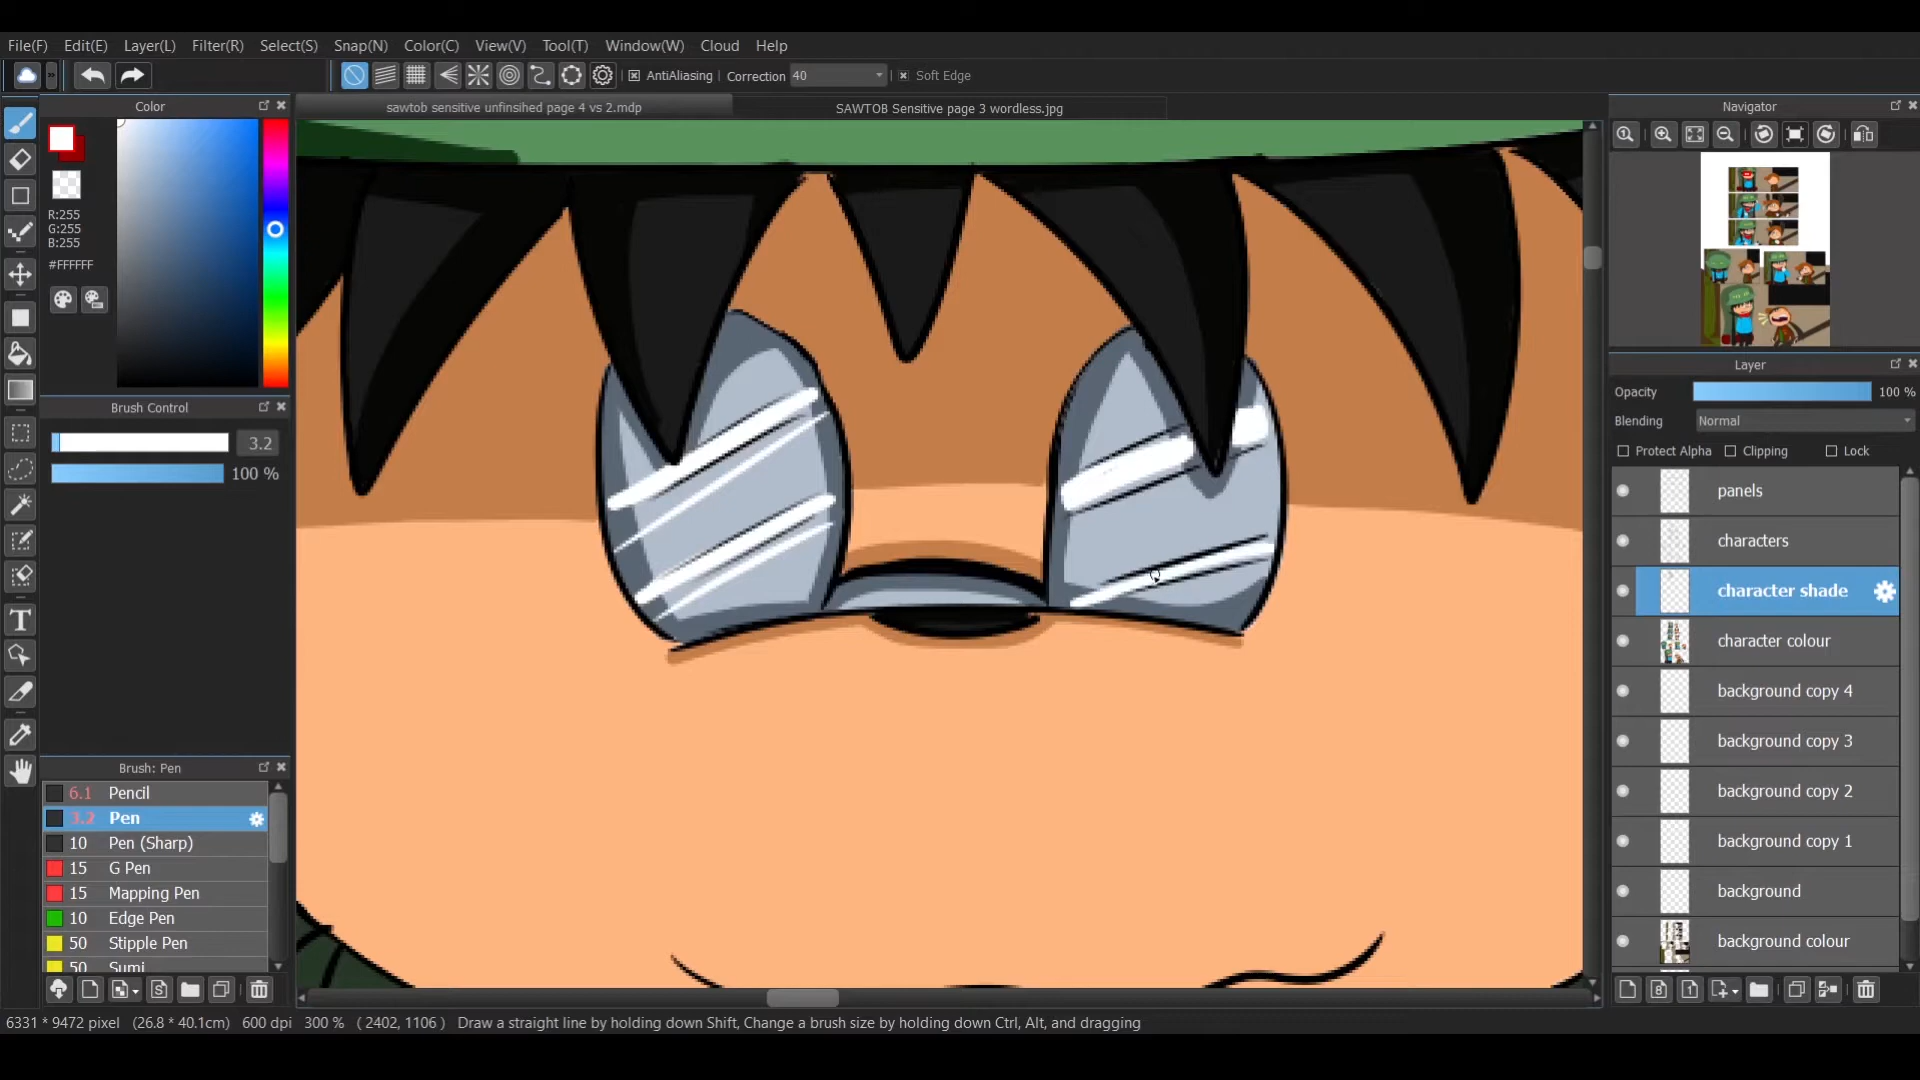 File(F) Edit(E) Layer(L) Filter(R) Select(S) Snap(N) Color(C) View(V) Tool(T) Window(W) Cloud Help
AntiAliasing Correction 40 Soft Edge
Color
sawtob sensitive unfinsihed page 4 vs 2.mdp
SAWTOB Sensitive page 3 wordless.jpg
Navigator
R:255
G:255
B:255
#FFFFFF
Brush Control
3.2
100 %
Brush: Pen
6.1 Pencil
3.2 Pen
10 Pen (Sharp)
15 G Pen
15 Mapping Pen
10 Edge Pen
50 Stipple Pen
50 Sumi
Layer
Opacity 100 %
Blending Normal
Protect Alpha Clipping Lock
panels
characters
character shade
character colour
background copy 4
background copy 3
background copy 2
background copy 1
background
background colour
6331 * 9472 pixel (26.8 * 40.1cm) 600 dpi 300 % ( 2402, 1106 ) Draw a straight line by holding down Shift, Change a brush size by holding down Ctrl, Alt, and dragging